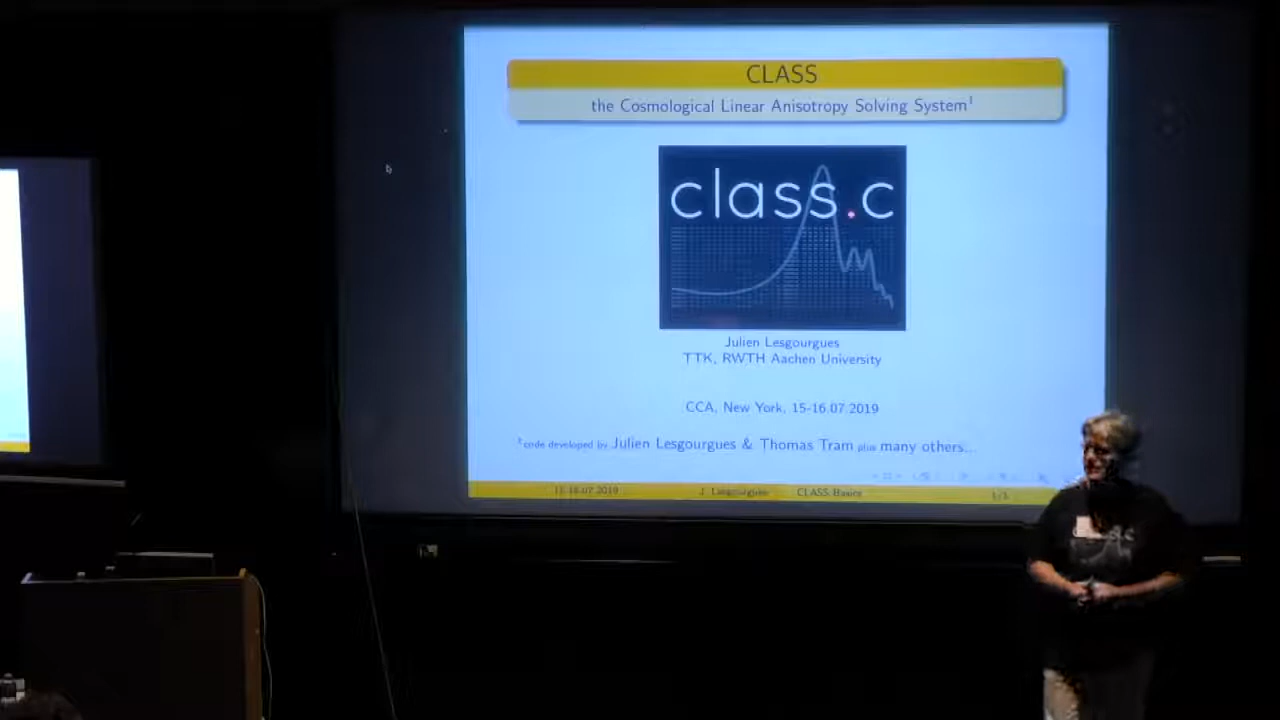 CLASS
the Cosmological Linear Anisotropy Solving System¹
class.c
Julien Lesgourgues
TTK, RWTH Aachen University
CCA, New York, 15-16.07.2019
¹code developed by Julien Lesgourgues & Thomas Tram plus many others...
15-16.07.2019 J. Lesgourgues CLASS Basics 1/3